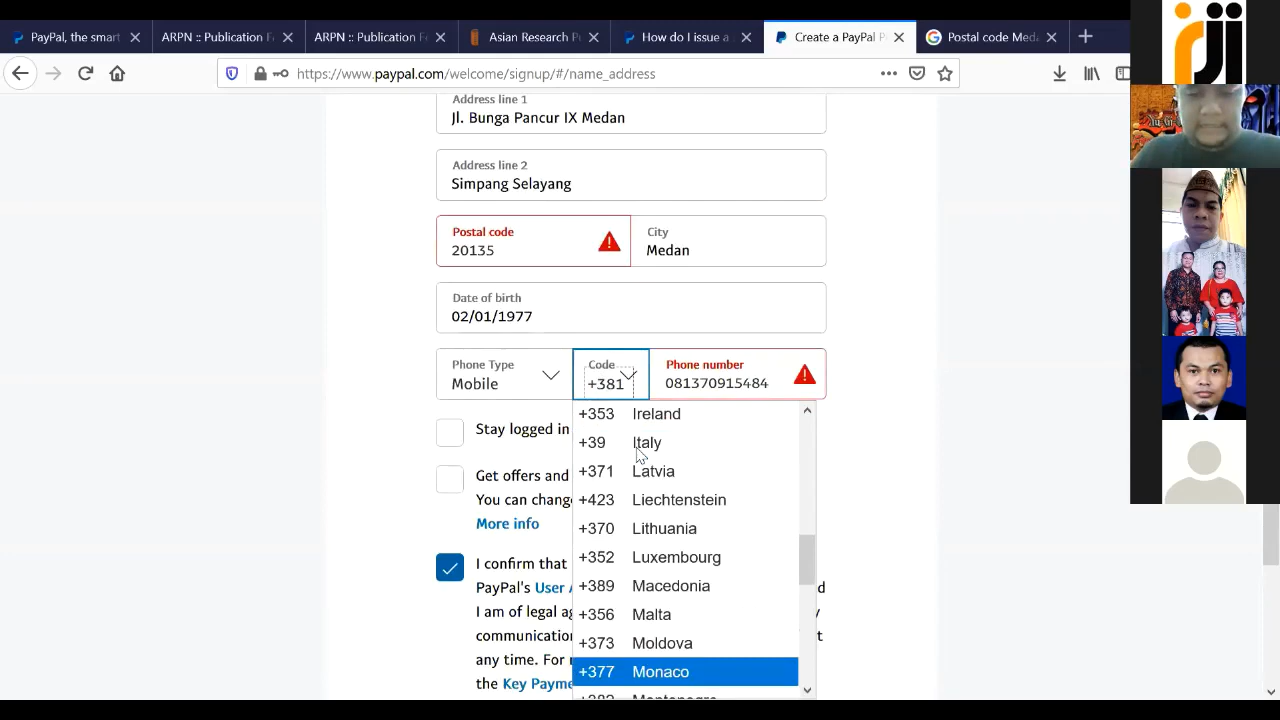 PayPal, the smart
ARPN :: Publication Fe
ARPN :: Publication Fe
Asian Research Pu
How do I issue a
Create a PayPal P
Postal code Meda
https://www.paypal.com/welcome/signup/#/name_address
Address line 1
Jl. Bunga Pancur IX Medan
Address line 2
Simpang Selayang
Postal code
20135
City
Medan
Date of birth
02/01/1977
Phone Type
Mobile
Code
+381
Phone number
081370915484
+353 Ireland
Stay logged in
+39 Italy
+371 Latvia
Get offers and
You can change
+423 Liechtenstein
More info
+370 Lithuania
+352 Luxembourg
I confirm that
PayPal's User A
+389 Macedonia
I am of legal ag
+356 Malta
communication
+373 Moldova
any time. For
+377 Monaco
the Key Payme